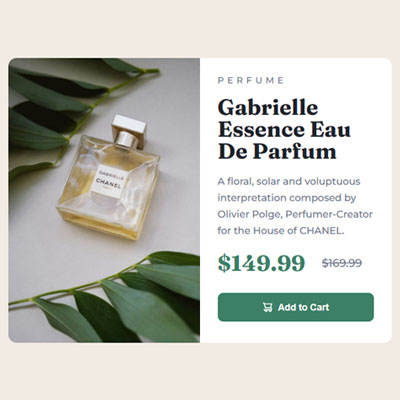 GABRIELLE
CHANEL
PERFUME
Gabrielle
Essence Eau
De Parfum
A floral, solar and voluptuous
interpretation composed by
Olivier Polge, Perfumer-Creator
for the House of CHANEL.
$149.99 $169.99
Add to Cart